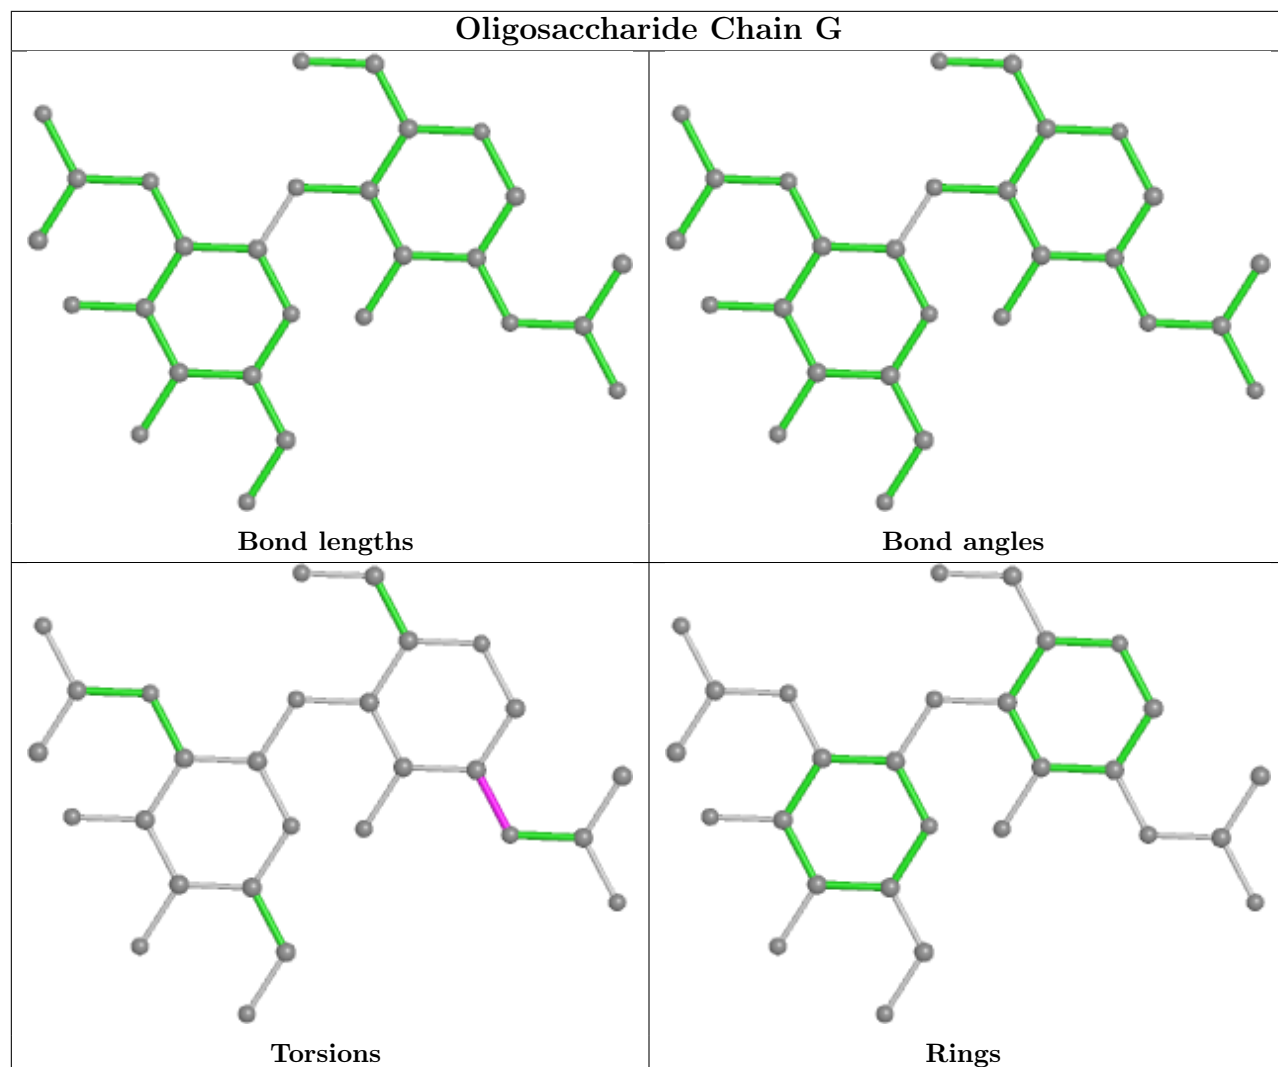 Oligosaccharide Chain G
Bond lengths
Bond angles
Torsions
Rings